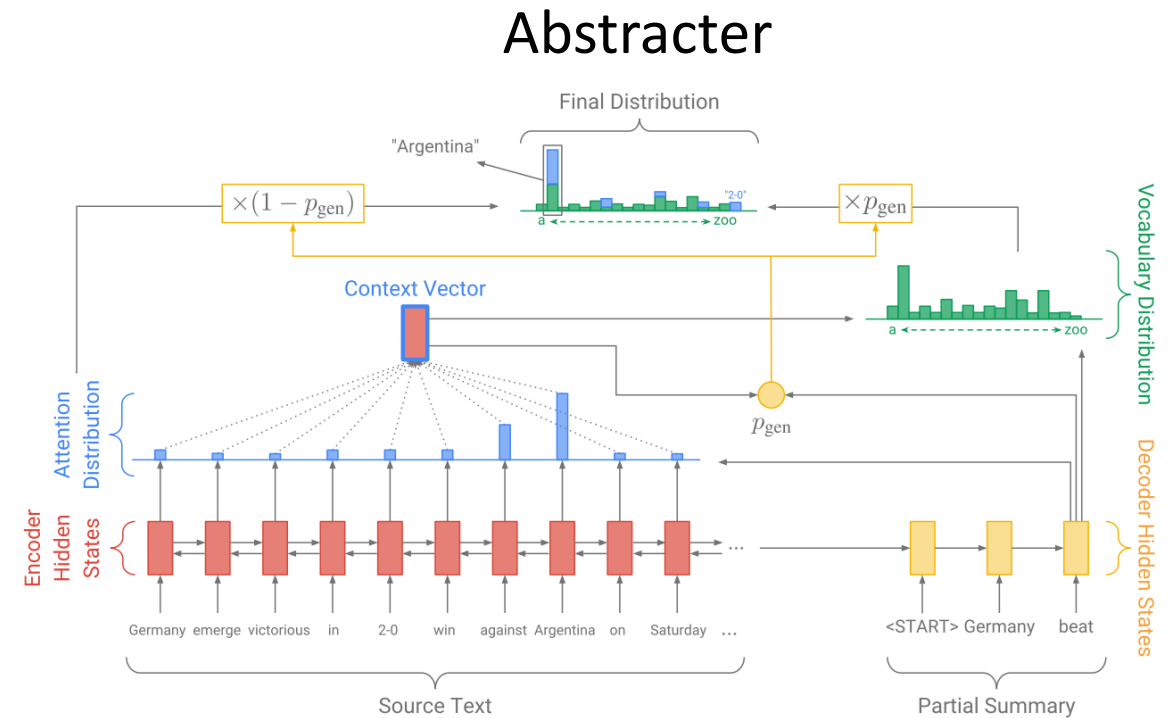 Abstracter
Final Distribution
"Argentina"
×(1 − pgen)
"2-0"
×pgen
a
zoo
Context Vector
Vocabulary Distribution
a
zoo
Attention
Distribution
pgen
Encoder
Hidden
States
...
Decoder Hidden States
Germany emerge victorious in 2-0 win against Argentina on Saturday ...
<START> Germany beat
Source Text
Partial Summary